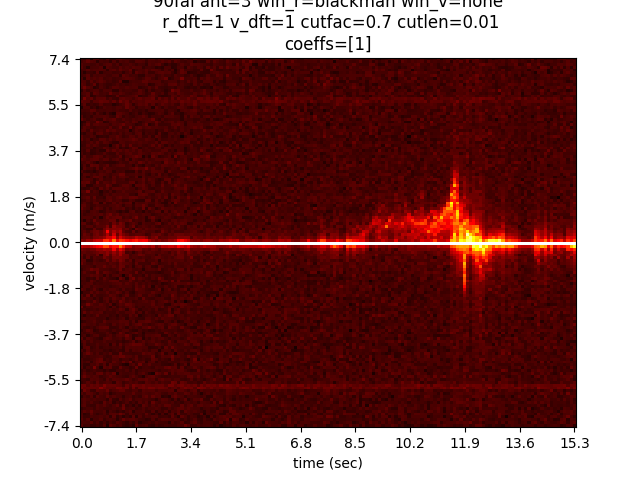 90fal ant=3 win_r=blackman win_v=none
r_dft=1 v_dft=1 cutfac=0.7 cutlen=0.01
coeffs=[1]
7.4
5.5
3.7
1.8
0.0
-1.8
-3.7
-5.5
-7.4
velocity (m/s)
0.0 1.7 3.4 5.1 6.8 8.5 10.2 11.9 13.6 15.3
time (sec)